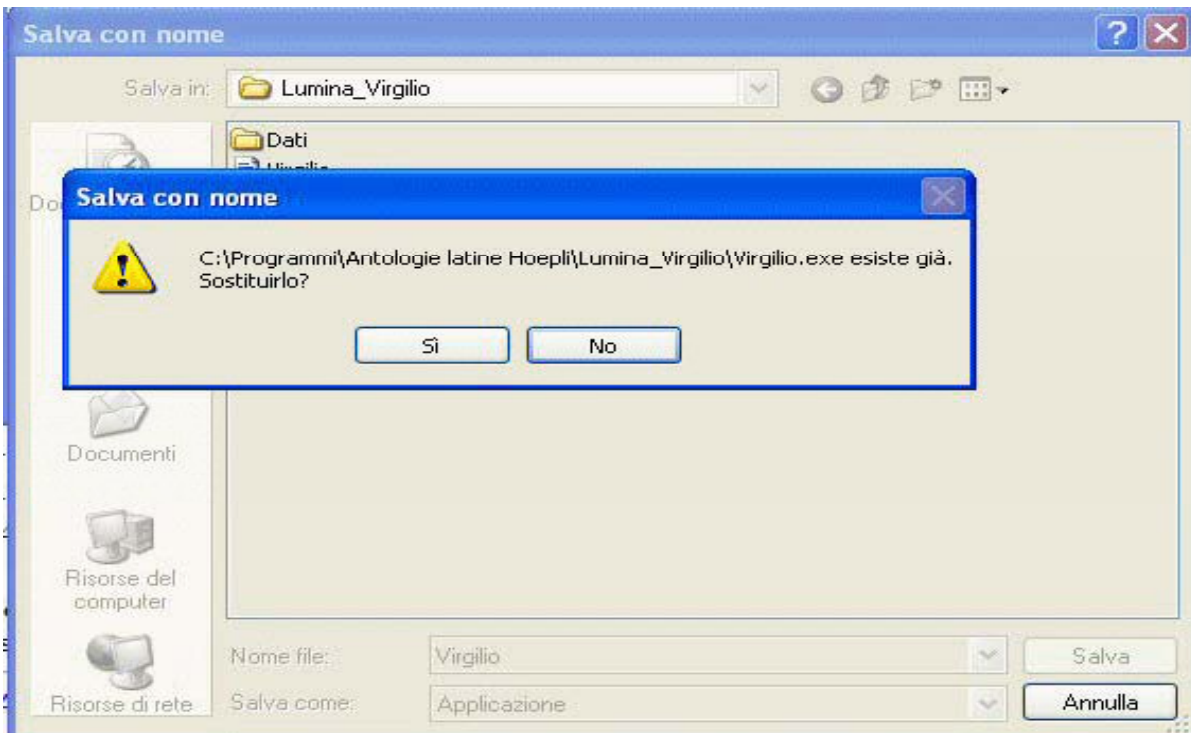 Salva con nome
Salva in:
Lumina_Virgilio
Dati
Virgilio
Salva con nome
C:\Programmi\Antologie latine Hoepli\Lumina_Virgilio\Virgilio.exe esiste già.
Sostituirlo?
Sì
No
Documenti
Risorse del
computer
Risorse di rete
Nome file:
Virgilio
Salva
Salva come:
Applicazione
Annulla